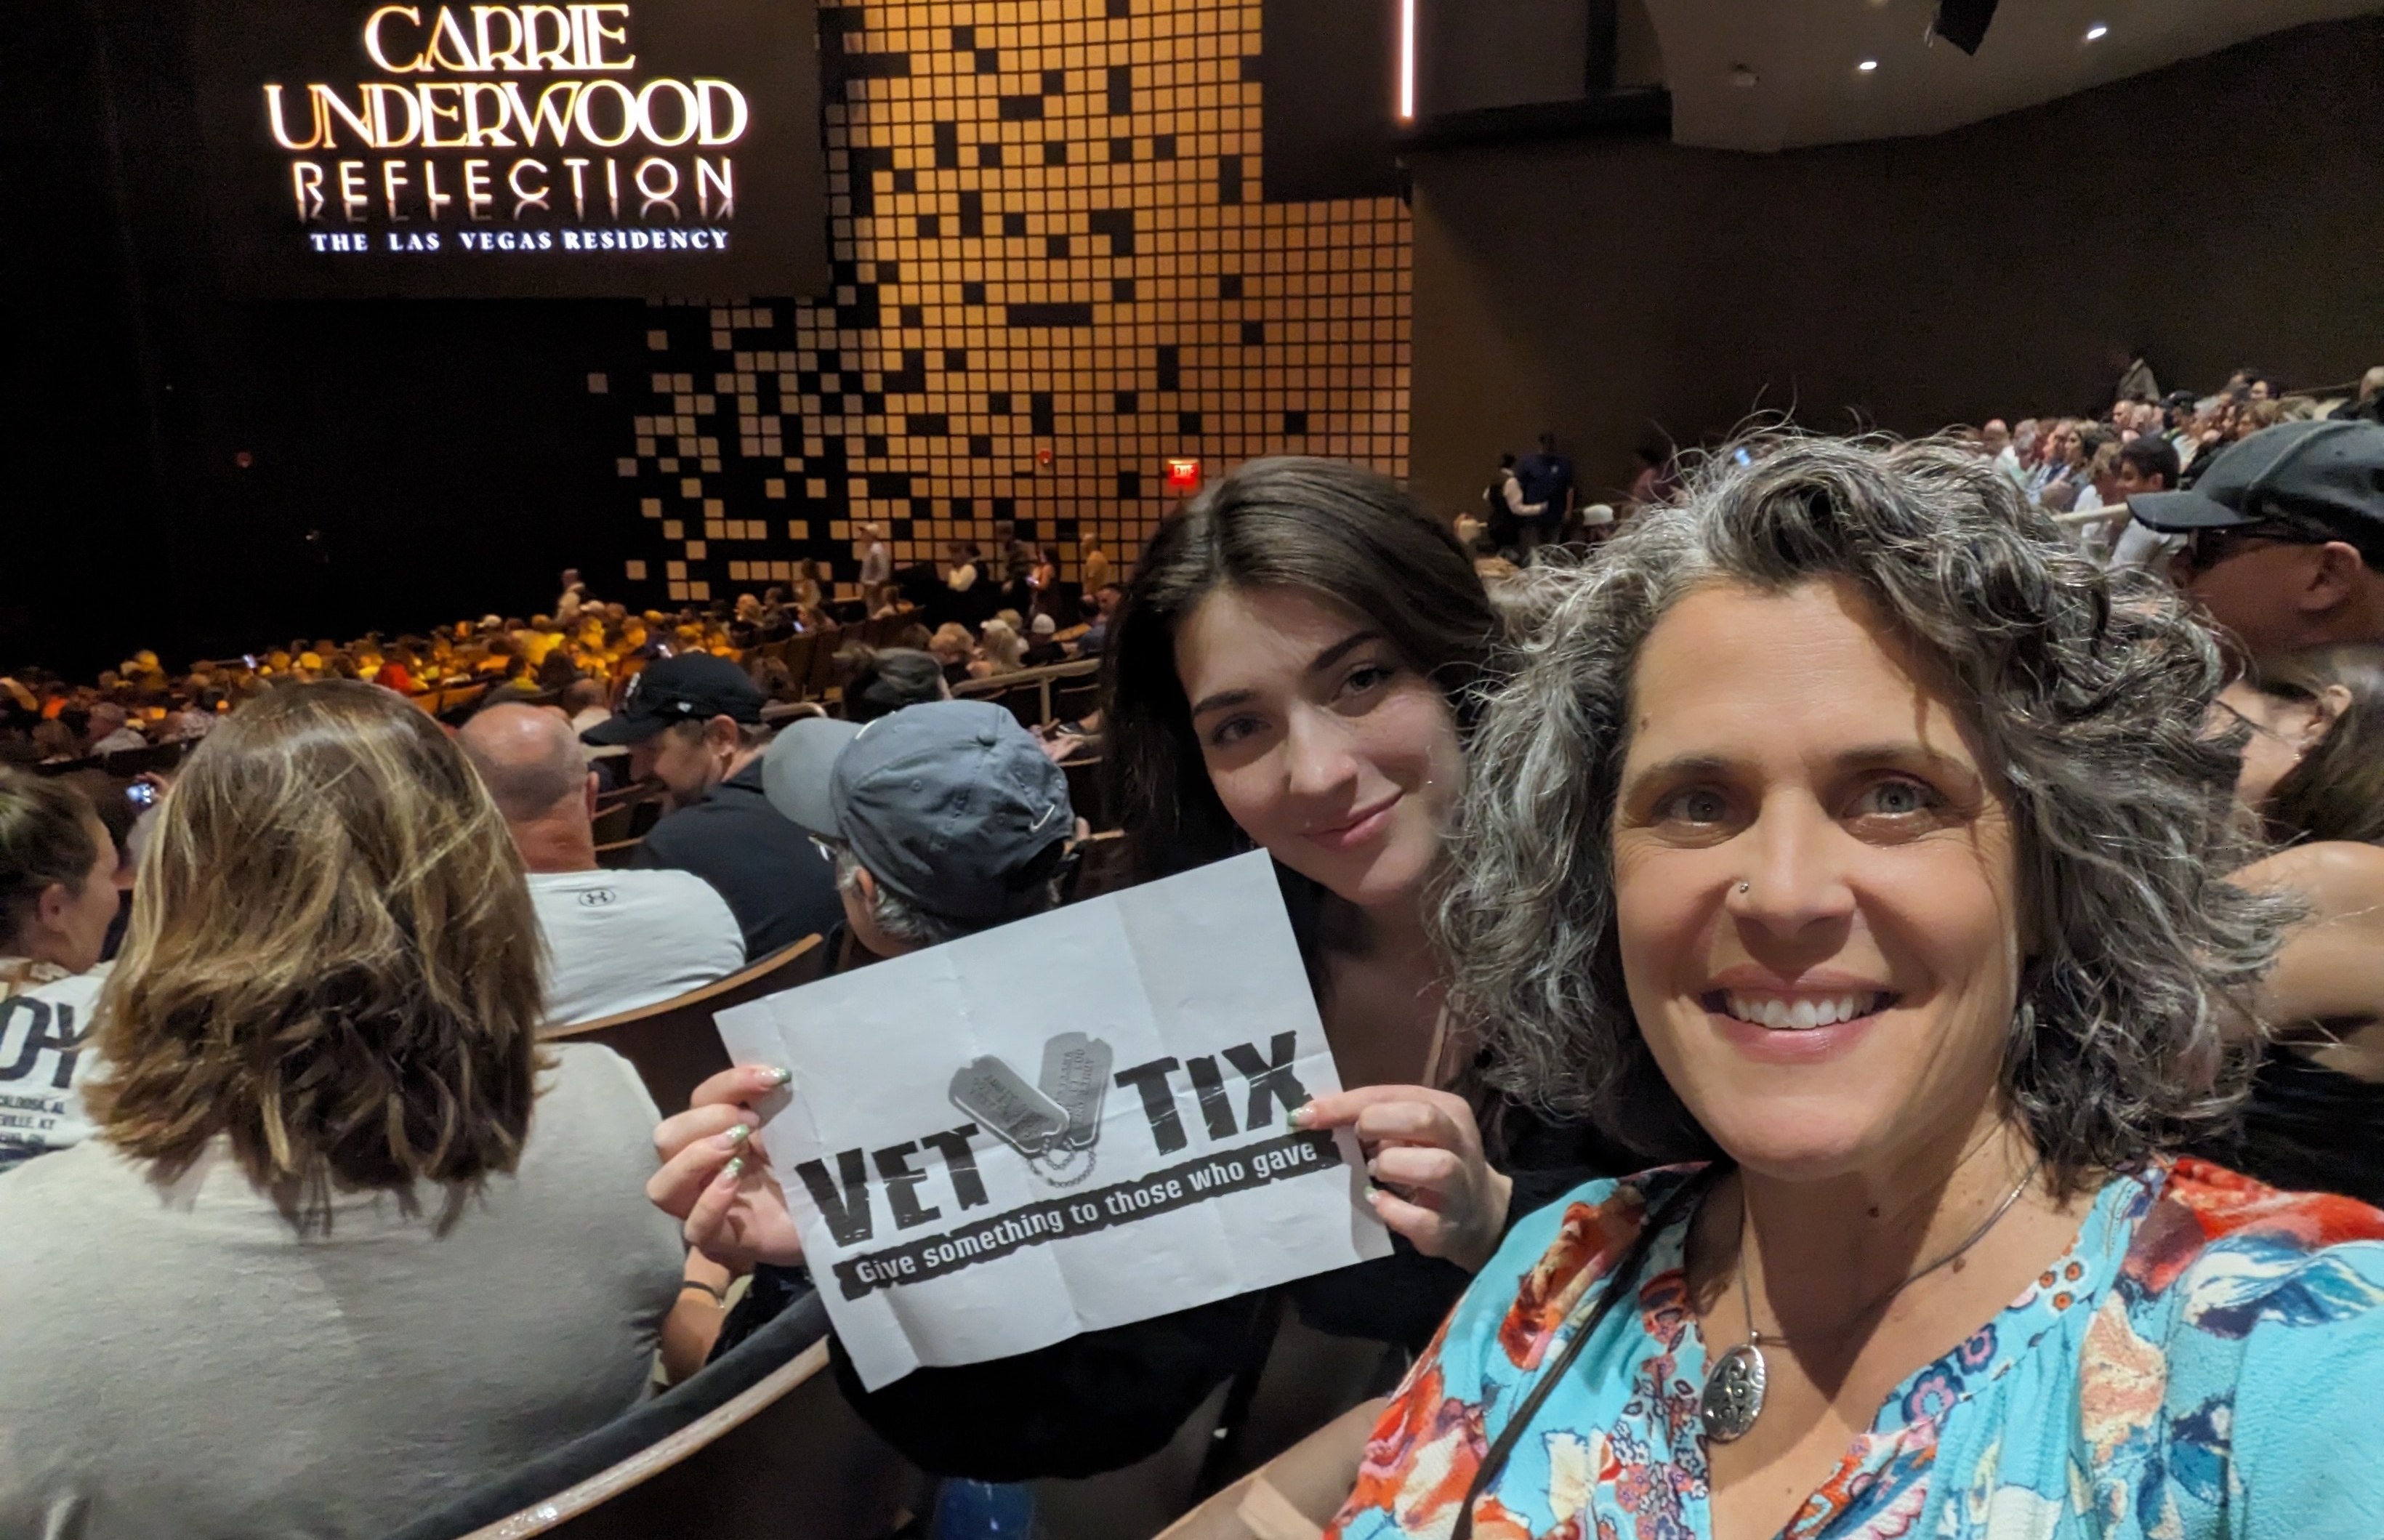 CARRIE
UNDERWOOD
REFLECTION
THE LAS VEGAS RESIDENCY
EXIT
VET TIX
Give something to those who gave